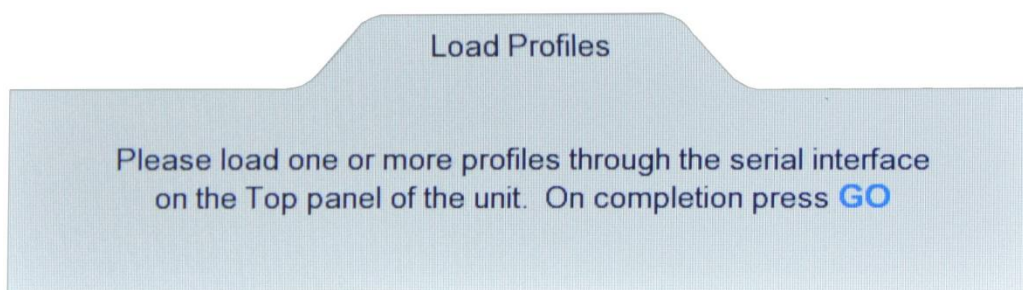 Load Profiles
Please load one or more profiles through the serial interface
on the Top panel of the unit.  On completion press GO